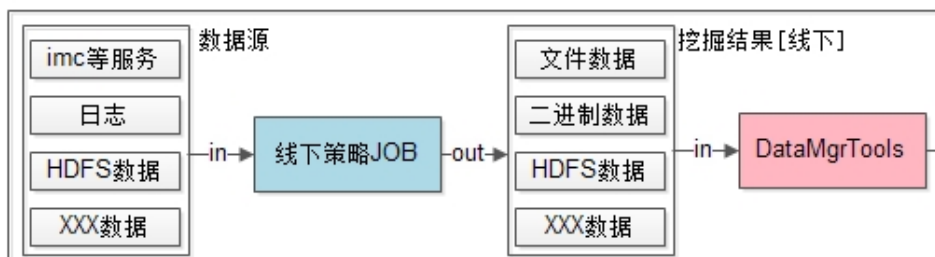 数据源
imc等服务
日志
HDFS数据
XXX数据
in
线下策略JOB
out
挖掘结果[线下]
文件数据
二进制数据
HDFS数据
XXX数据
in
DataMgrTools